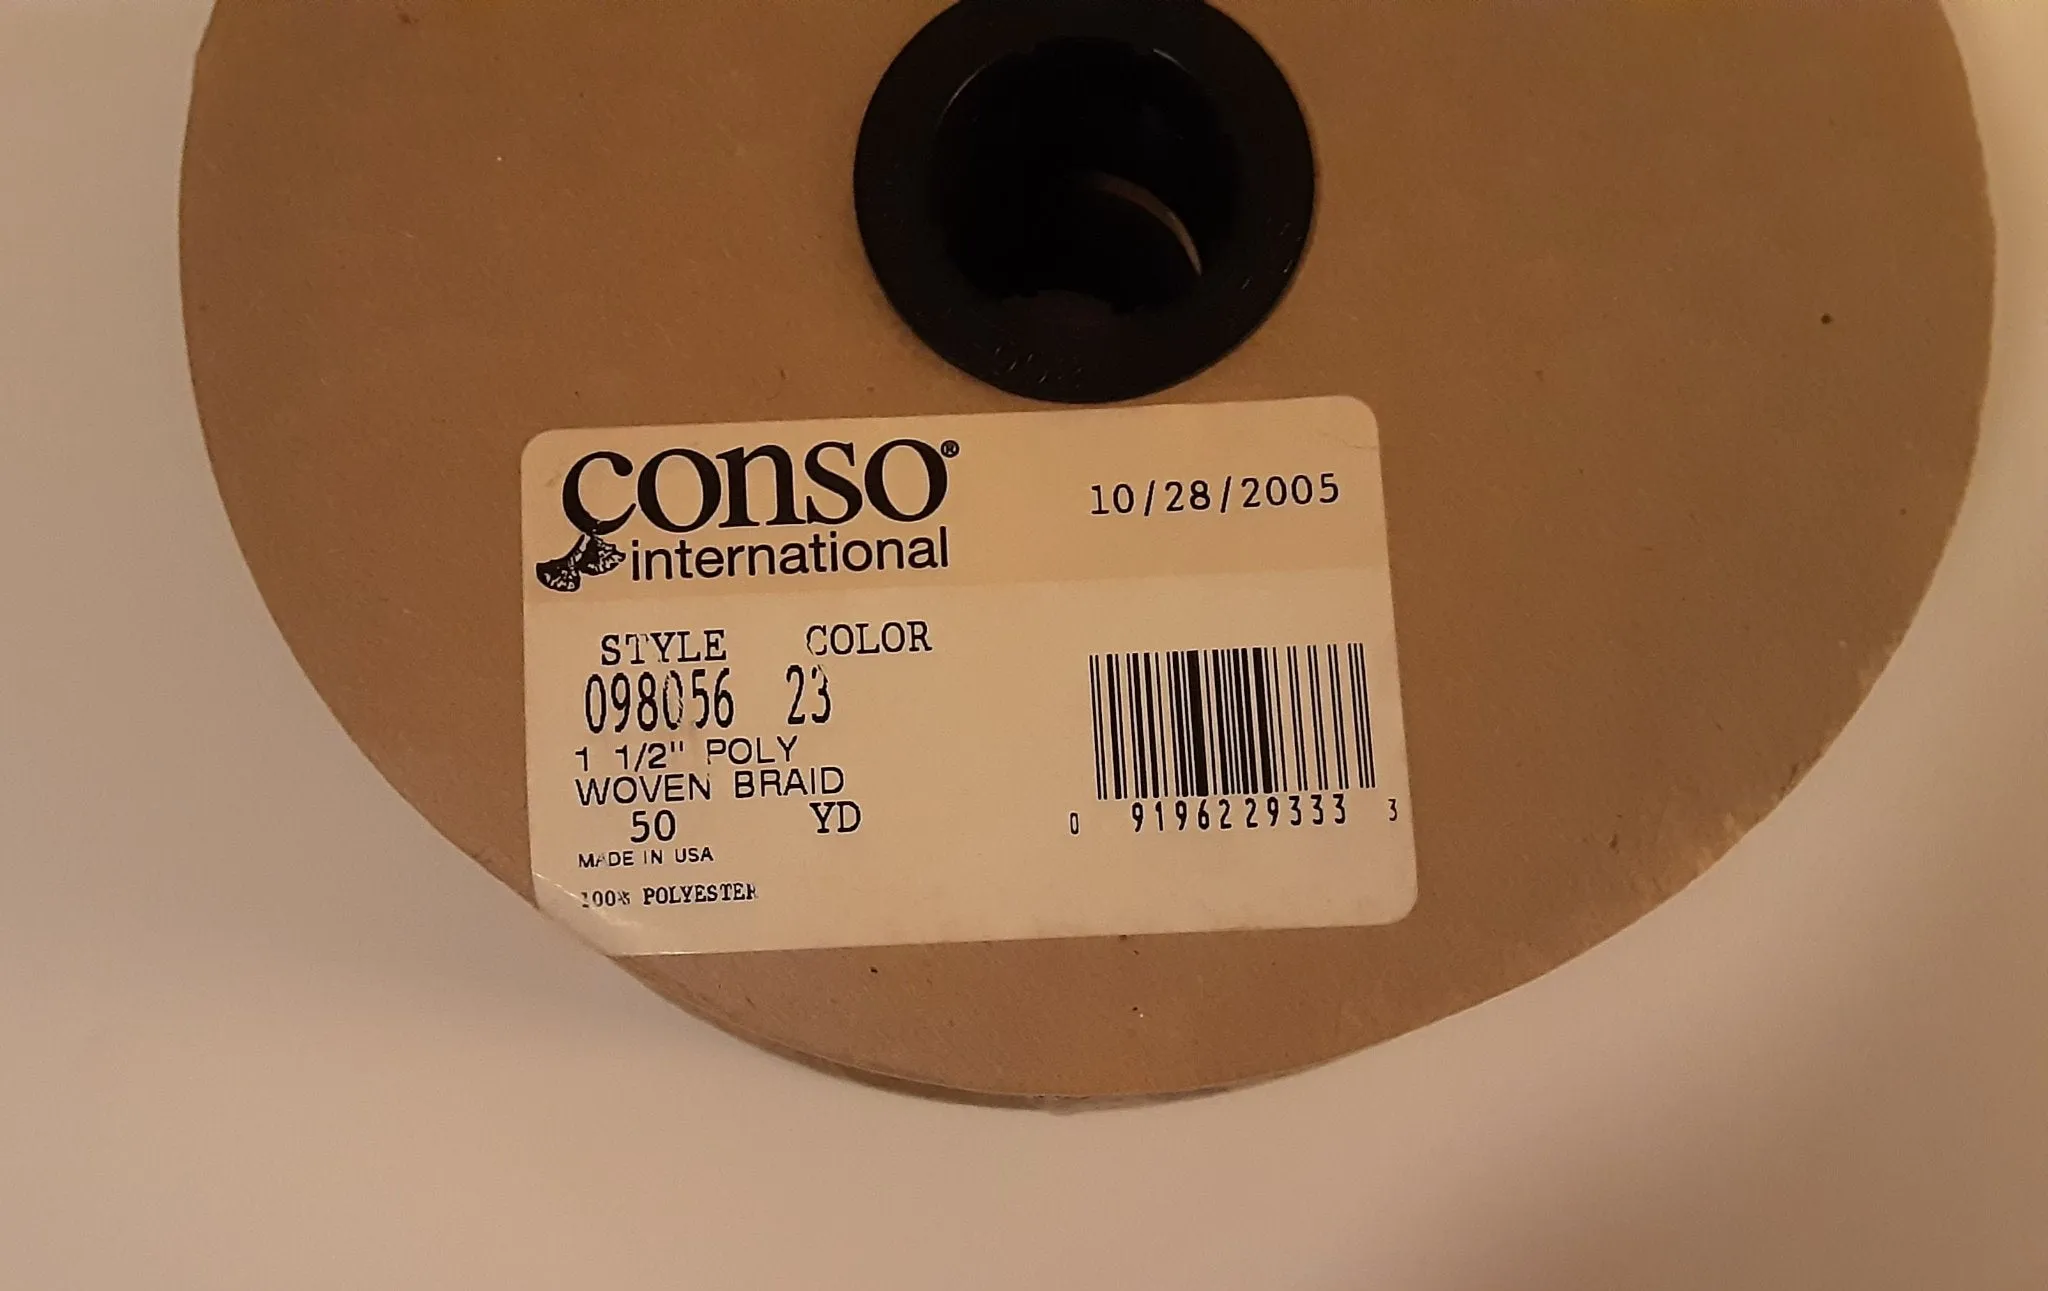 conso®
international
10/28/2005
STYLE COLOR
098056 23
1 1/2" POLY
WOVEN BRAID
50 YD
MADE IN USA
100% POLYESTER
0 9196229333 3